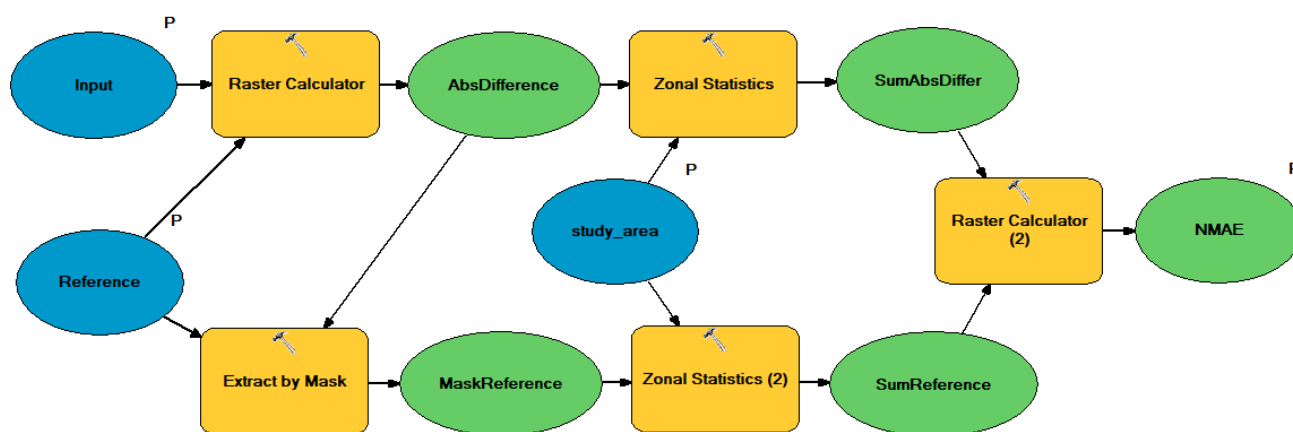 P
Input
Raster Calculator
AbsDifference
Zonal Statistics
SumAbsDiffer
P
P
P
Reference
study_area
Raster Calculator
(2)
NMAE
Extract by Mask
MaskReference
Zonal Statistics (2)
SumReference